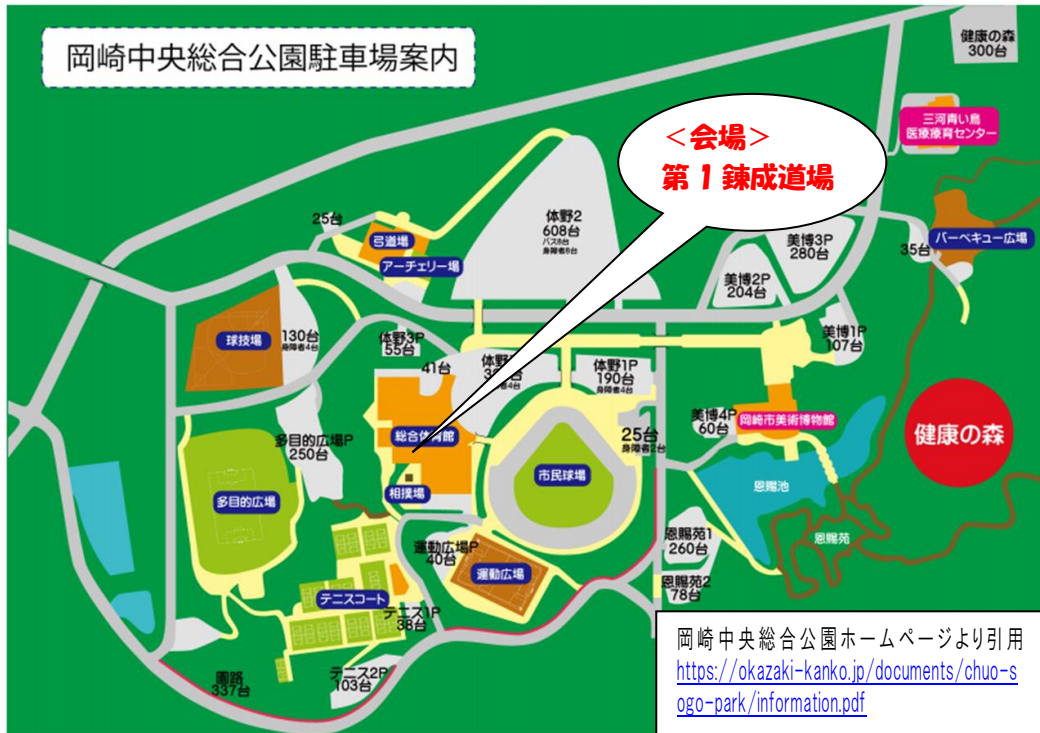 岡崎中央総合公園駐車場案内
健康の森
300台
三河青い鳥
医療療育センター
<会場>
第1錬成道場
体野2
608台
バス8台
身障者8台
25台
弓道場
アーチェリー場
美博3P
280台
35台
バーベキュー広場
美博2P
204台
球技場
130台
身障者4台
体野3P
55台
41台
体野1P
190台
身障者4台
美博1P
107台
美博4P
60台
岡崎市美術博物館
健康の森
多目的広場P
250台
総合体育館
25台
身障者2台
市民球場
多目的広場
相撲場
恩賜池
恩賜苑
運動広場P
40台
運動広場
恩賜苑1
260台
恩賜苑2
78台
テニスコート
テニス1P
38台
園路
337台
テニス2P
103台
岡崎中央総合公園ホームページより引用
https://okazaki-kanko.jp/documents/chuo-s
ogo-park/information.pdf